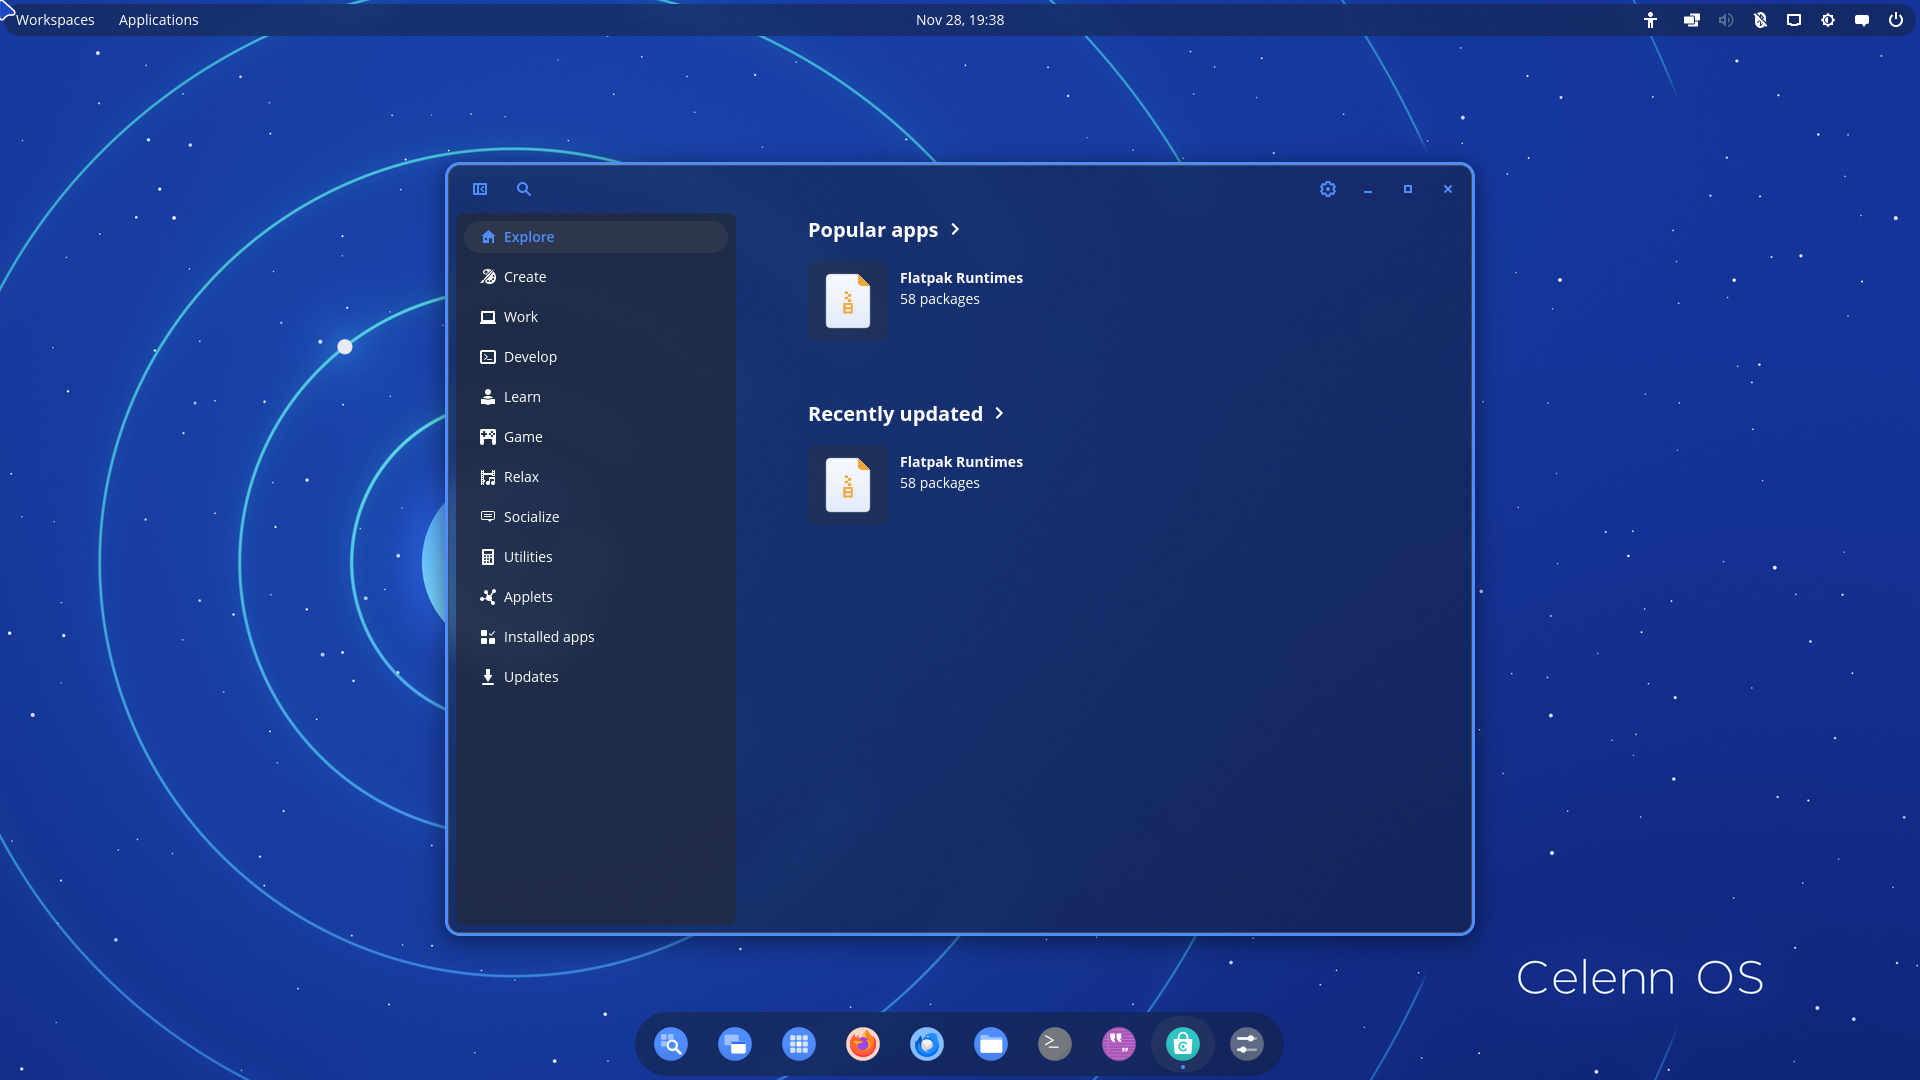 Workspaces
Applications
Nov 28, 19:38
Explore
Create
Work
Develop
Learn
Game
Relax
Socialize
Utilities
Applets
Installed apps
Updates
Popular apps
Flatpak Runtimes
58 packages
Recently updated
Flatpak Runtimes
58 packages
Celenn OS